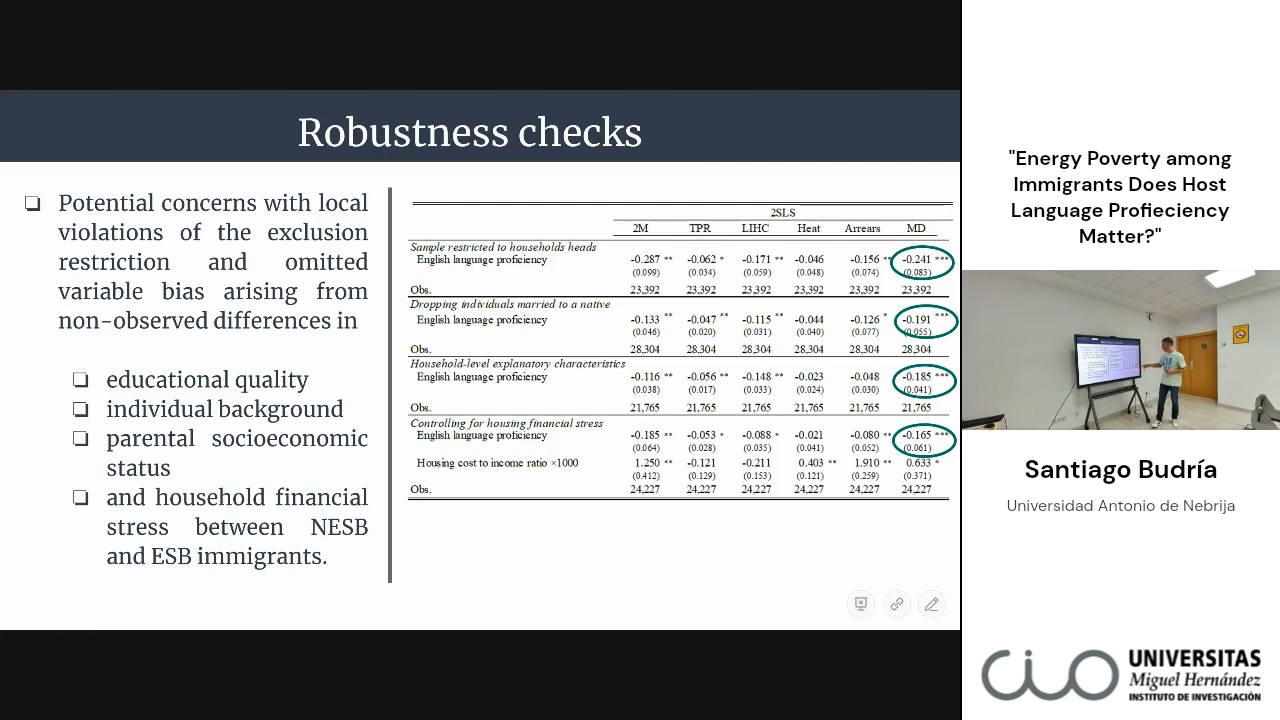 Robustness checks
❏ Potential concerns with local
violations of the exclusion
restriction and omitted
variable bias arising from
non-observed differences in
❏ educational quality
❏ individual background
❏ parental socioeconomic
status
❏ and household financial
stress between NESB
and ESB immigrants.
2SLS
2M TPR LIHC Heat Arrears MD
Sample restricted to households heads
English language proficiency -0.287 ** -0.062 * -0.171 ** -0.046 -0.156 ** -0.241 ***
(0.099) (0.034) (0.059) (0.048) (0.074) (0.083)
Obs. 23,392 23,392 23,392 23,392 23,392 23,392
Dropping individuals married to a native
English language proficiency -0.133 ** -0.047 ** -0.115 ** -0.044 -0.126 * -0.191 ***
(0.046) (0.020) (0.031) (0.040) (0.077) (0.055)
Obs. 28,304 28,304 28,304 28,304 28,304 28,304
Household-level explanatory characteristics
English language proficiency -0.116 ** -0.056 ** -0.148 ** -0.023 -0.048 -0.185 ***
(0.038) (0.017) (0.033) (0.024) (0.030) (0.041)
Obs. 21,765 21,765 21,765 21,765 21,765 21,765
Controlling for housing financial stress
English language proficiency -0.185 ** -0.053 * -0.088 * -0.021 -0.080 ** -0.165 ***
(0.064) (0.028) (0.035) (0.041) (0.052) (0.061)
Housing cost to income ratio ×1000 1.250 ** -0.121 -0.211 0.403 ** 1.910 ** 0.633 *
(0.412) (0.129) (0.153) (0.121) (0.259) (0.371)
Obs. 24,227 24,227 24,227 24,227 24,227 24,227
"Energy Poverty among
Immigrants Does Host
Language Profieciency
Matter?"
Santiago Budría
Universidad Antonio de Nebrija
CIO
UNIVERSITAS
Miguel Hernández
INSTITUTO DE INVESTIGACIÓN